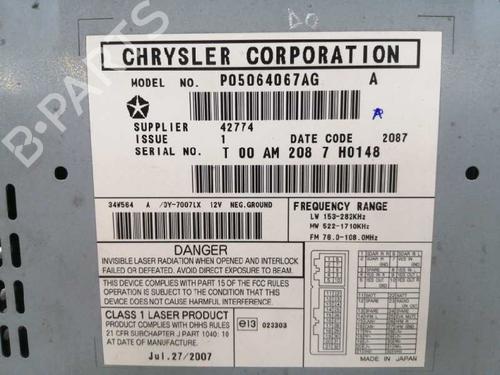 CHRYSLER CORPORATION
MODEL NO. P05064067AG A
SUPPLIER 42774
ISSUE 1 DATE CODE 2087
SERIAL NO. T 00 AM 208 7 H0148
34W564 A /DY-7007LX 12V NEG.GROUND
FREQUENCY RANGE
LW 153-282KHz
MW 522-1710KHz
FM 76.0-108.0MHz
DANGER
INVISIBLE LASER RADIATION WHEN OPENED AND INTERLOCK
FAILED OR DEFEATED. AVOID DIRECT EXPOSURE TO BEAM.
THIS DEVICE COMPLIES WITH PART 15 OF THE FCC RULES
OPERATION IS SUBJECT TO THE CONDITION THAT THIS
DEVICE DOES NOT CAUSE HARMFUL INTERFERENCE.
CLASS 1 LASER PRODUCT
PRODUCT COMPLIES WITH DHHS RULES
21 CFR SUBCHAPTER J PART 1040: 10
AT DATE OF MANUFACTURE
Jul.27/2007
e13 023303
MADE IN JAPAN
B-PARTS